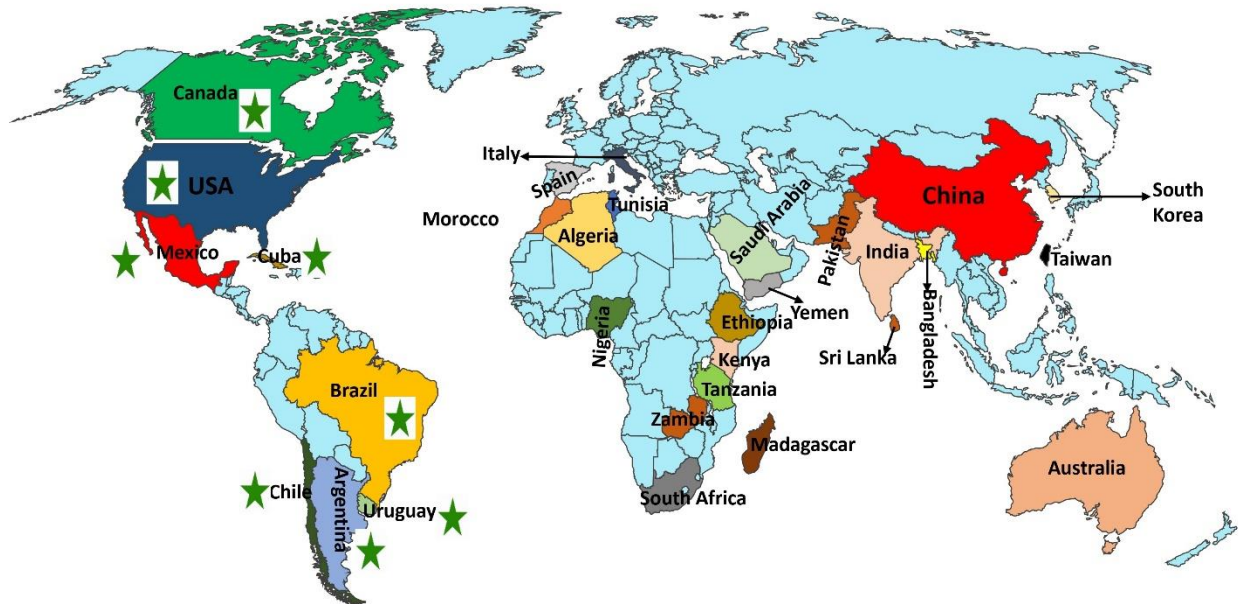 Canada
USA
Mexico
Cuba
Brazil
Chile
Argentina
Uruguay
Italy
Spain
Morocco
Algeria
Tunisia
Nigeria
Saudi Arabia
Yemen
Ethiopia
Kenya
Tanzania
Zambia
Madagascar
South Africa
Pakistan
India
Sri Lanka
Bangladesh
China
South
Korea
Taiwan
Australia